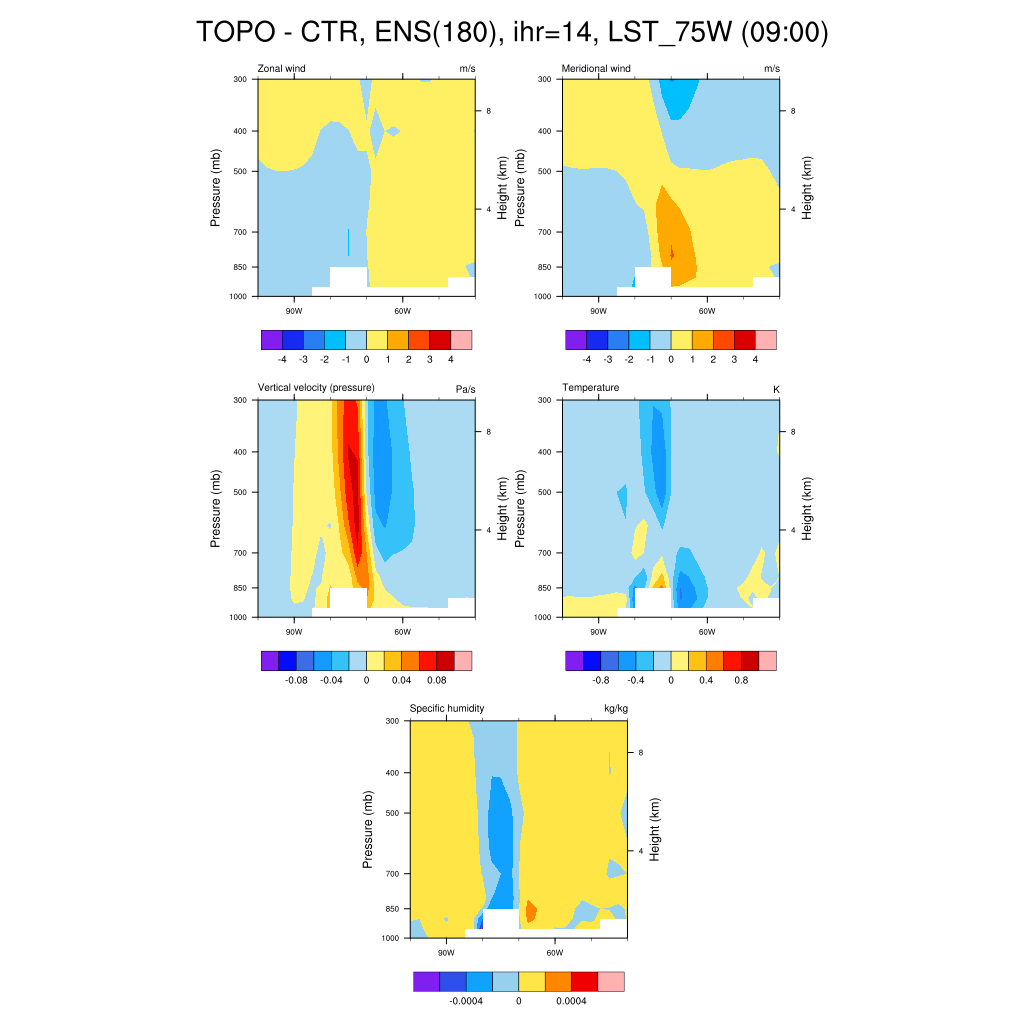 TOPO - CTR, ENS(180), ihr=14, LST_75W (09:00)
Zonal wind m/s
300
400
500
700
850
1000
Pressure (mb)
8
4
Height (km)
90W 60W
-4 -3 -2 -1 0 1 2 3 4
Meridional wind m/s
300
400
500
700
850
1000
Pressure (mb)
8
4
Height (km)
90W 60W
-4 -3 -2 -1 0 1 2 3 4
Vertical velocity (pressure) Pa/s
300
400
500
700
850
1000
Pressure (mb)
8
4
Height (km)
90W 60W
-0.08 -0.04 0 0.04 0.08
Temperature K
300
400
500
700
850
1000
Pressure (mb)
8
4
Height (km)
90W 60W
-0.8 -0.4 0 0.4 0.8
Specific humidity kg/kg
300
400
500
700
850
1000
Pressure (mb)
8
4
Height (km)
90W 60W
-0.0004 0 0.0004